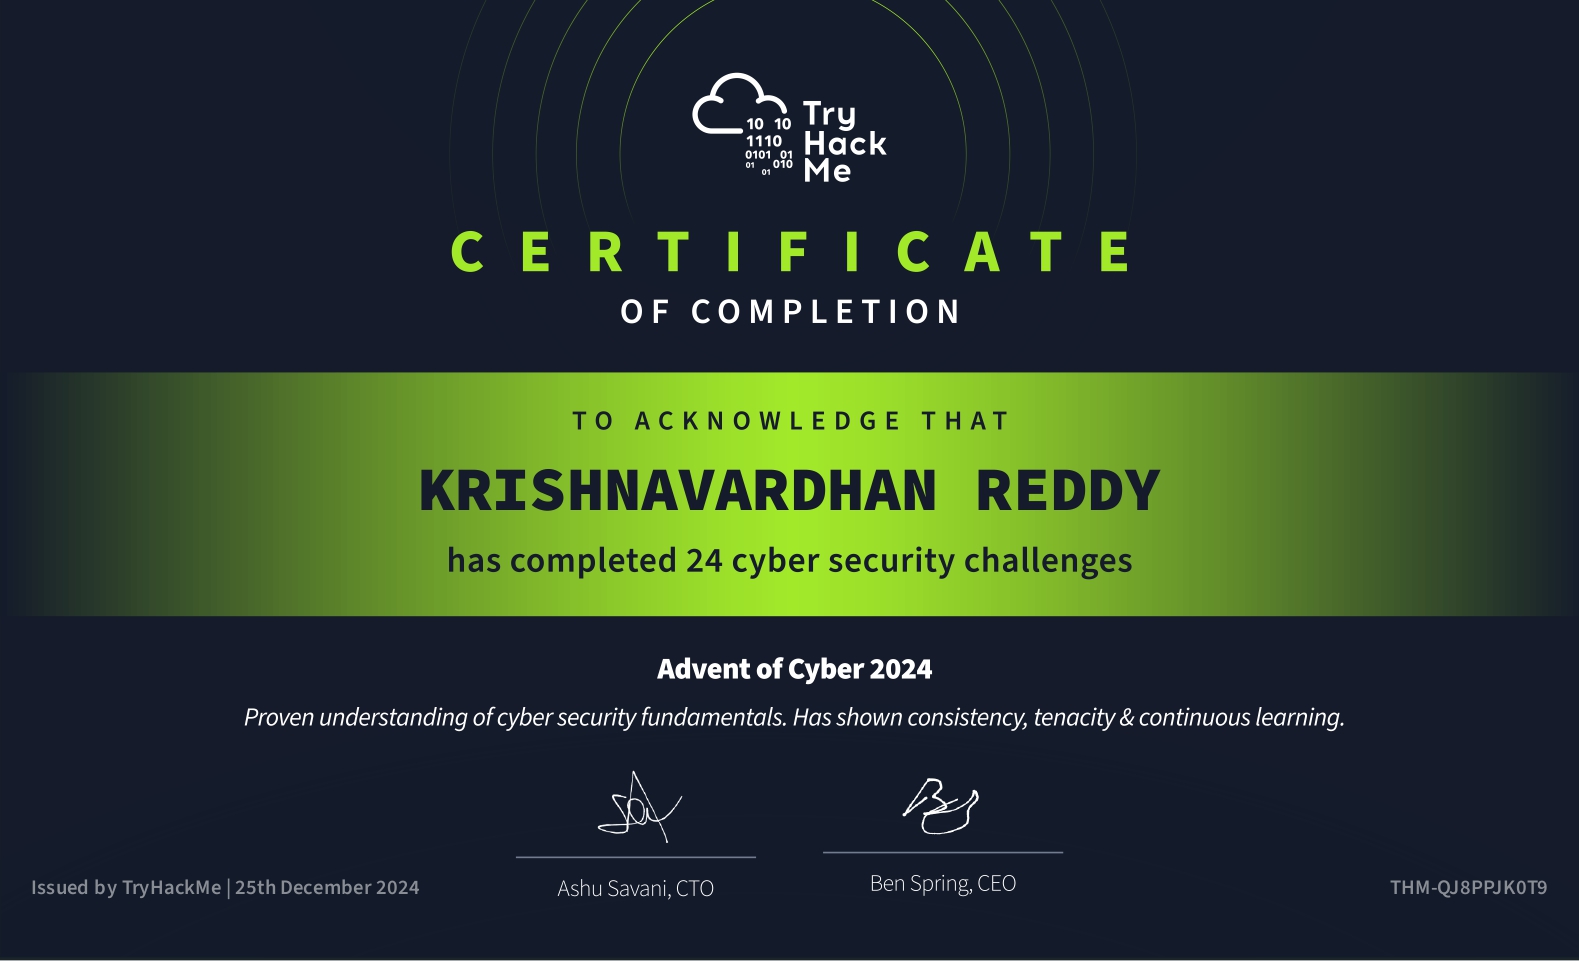 10 10
1110
0101 01
01 010
01
Try
Hack
Me
CERTIFICATE
OF COMPLETION
TO ACKNOWLEDGE THAT
KRISHNAVARDHAN REDDY
has completed 24 cyber security challenges
Advent of Cyber 2024
Proven understanding of cyber security fundamentals. Has shown consistency, tenacity & continuous learning.
Issued by TryHackMe | 25th December 2024
Ashu Savani, CTO
Ben Spring, CEO
THM-QJ8PPJK0T9